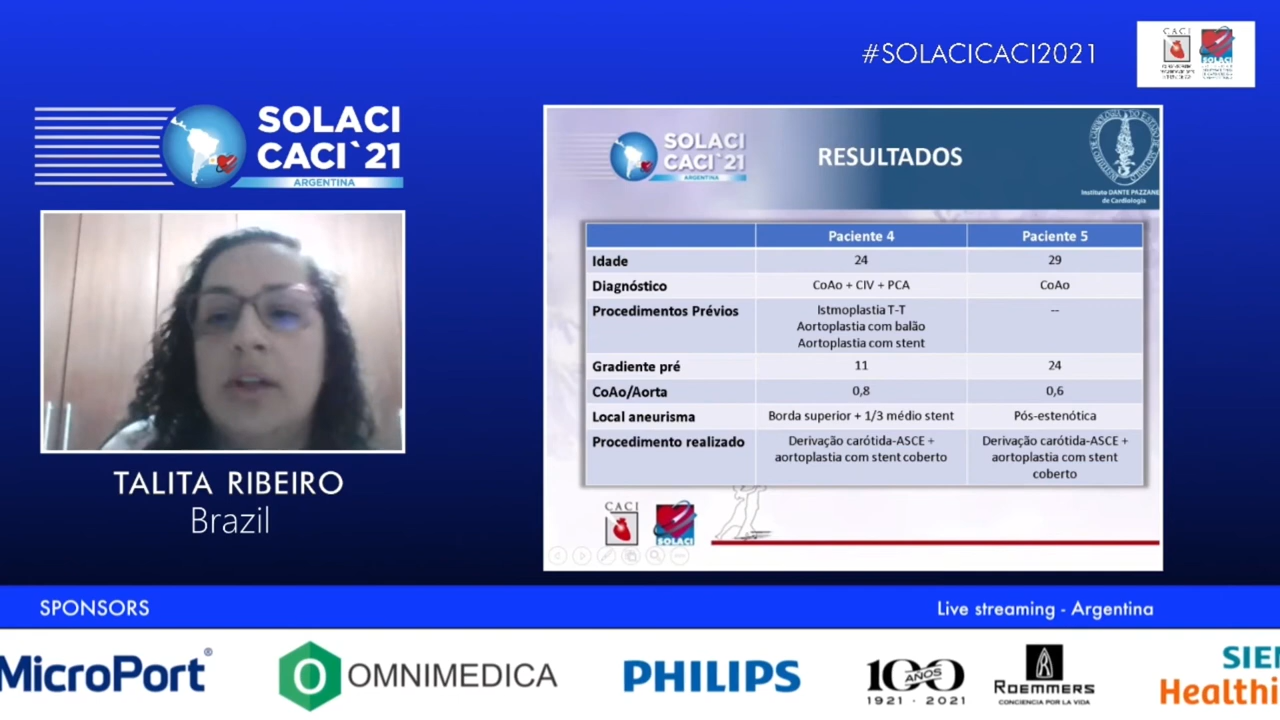 #SOLACICACI2021
CACI
SOLACI
SOLACI
CACI`21
ARGENTINA
TALITA RIBEIRO
Brazil
SOLACI
CACI`21
ARGENTINA
RESULTADOS
Instituto DANTE PAZZANE
de Cardiologia
Paciente 4 Paciente 5
Idade 24 29
Diagnóstico CoAo + CIV + PCA CoAo
Procedimentos Prévios Istmoplastia T-T --
Aortoplastia com balão
Aortoplastia com stent
Gradiente pré 11 24
CoAo/Aorta 0,8 0,6
Local aneurisma Borda superior + 1/3 médio stent Pós-estenótica
Procedimento realizado Derivação carótida-ASCE + Derivação carótida-ASCE +
aortoplastia com stent coberto aortoplastia com stent
coberto
CACI
SOLACI
SPONSORS
Live streaming - Argentina
MicroPort®
OMNIMEDICA
PHILIPS
100
AÑOS
1921 · 2021
ROEMMERS
CONCIENCIA POR LA VIDA
SIEN
Healthi